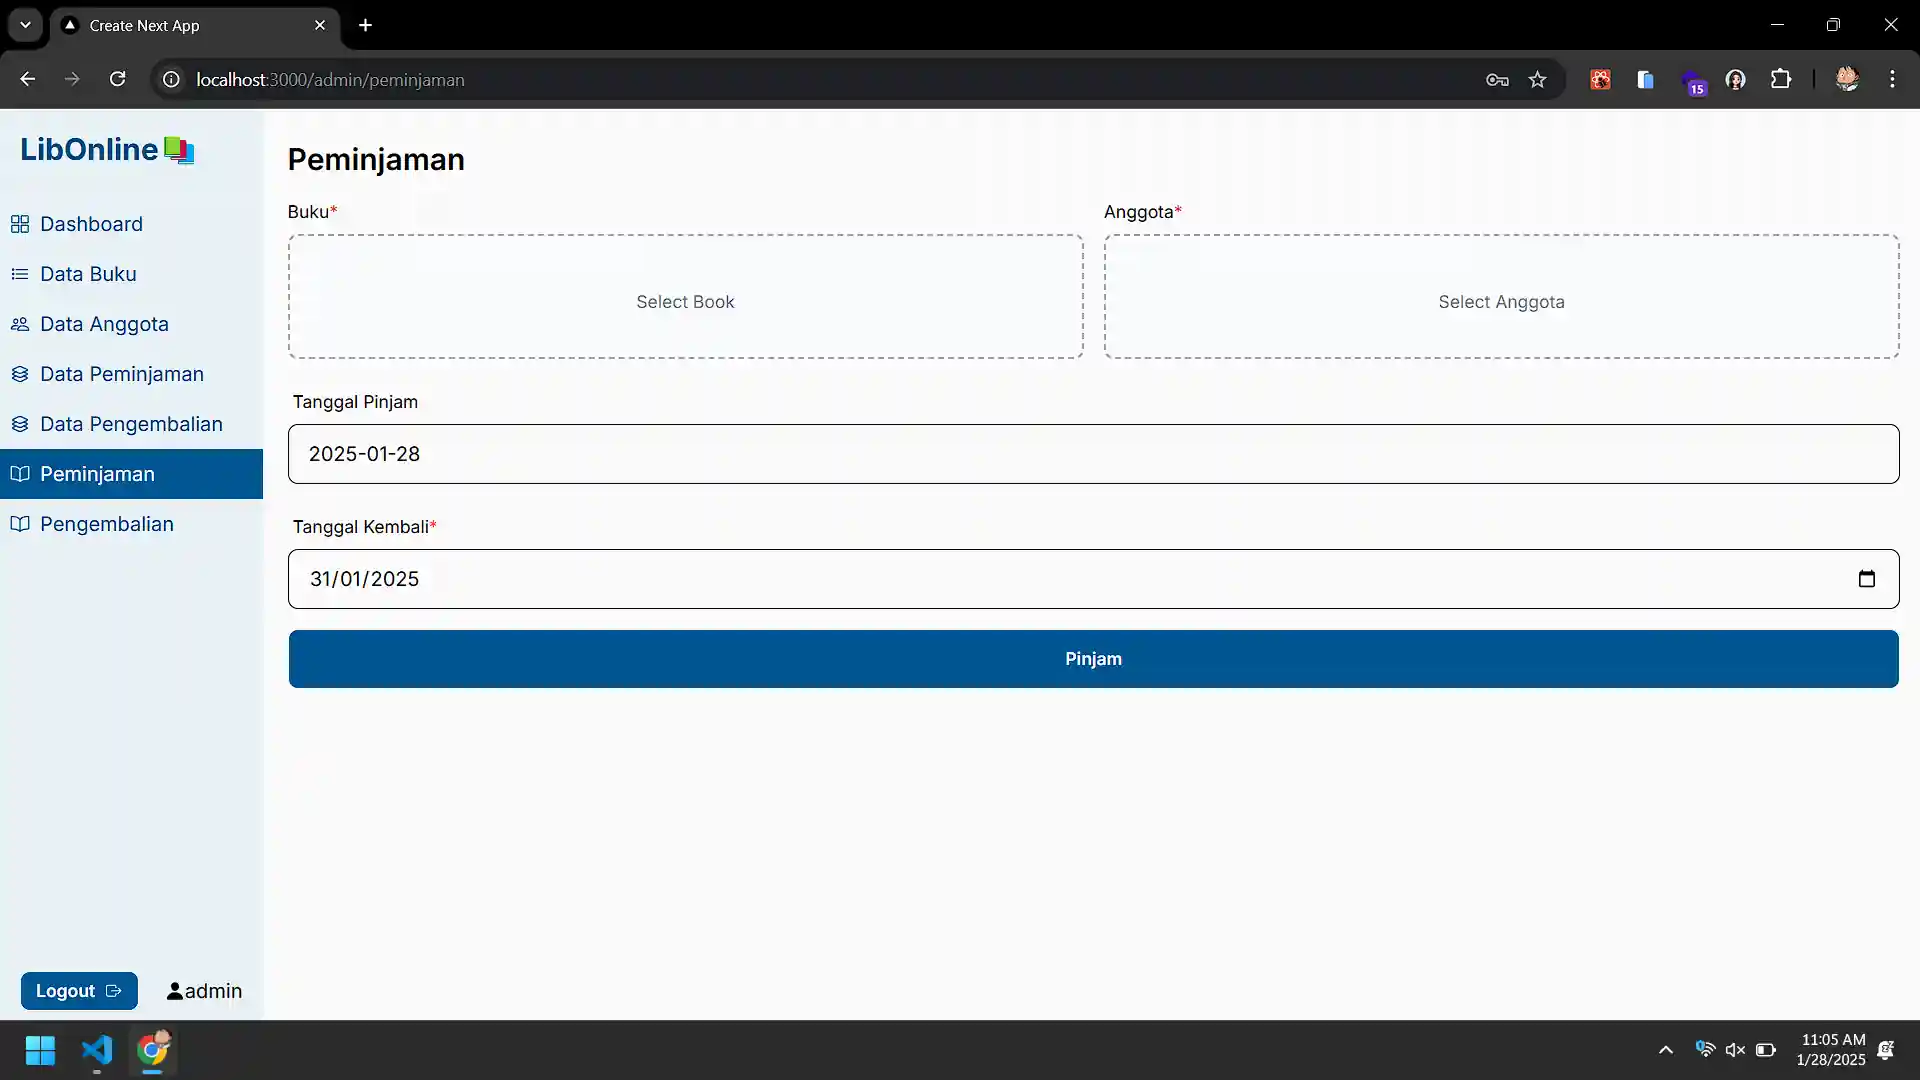 Create Next App
localhost:3000/admin/peminjaman
15
LibOnline
Dashboard
Data Buku
Data Anggota
Data Peminjaman
Data Pengembalian
Peminjaman
Pengembalian
Logout
admin
Peminjaman
Buku*
Anggota*
Select Book
Select Anggota
Tanggal Pinjam
2025-01-28
Tanggal Kembali*
31/01/2025
Pinjam
11:05 AM
1/28/2025